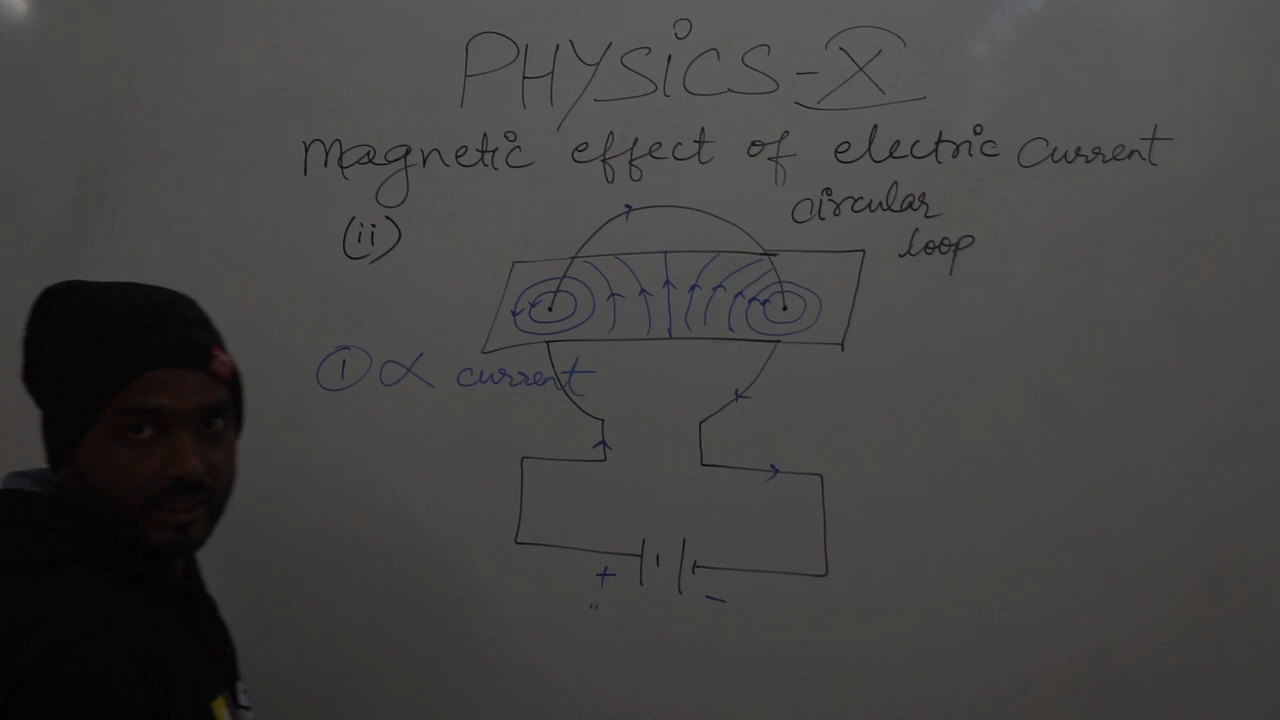 PHYSICS-X
magnetic effect of electric current
(ii)
circular
loop
① ∝ current
+
−